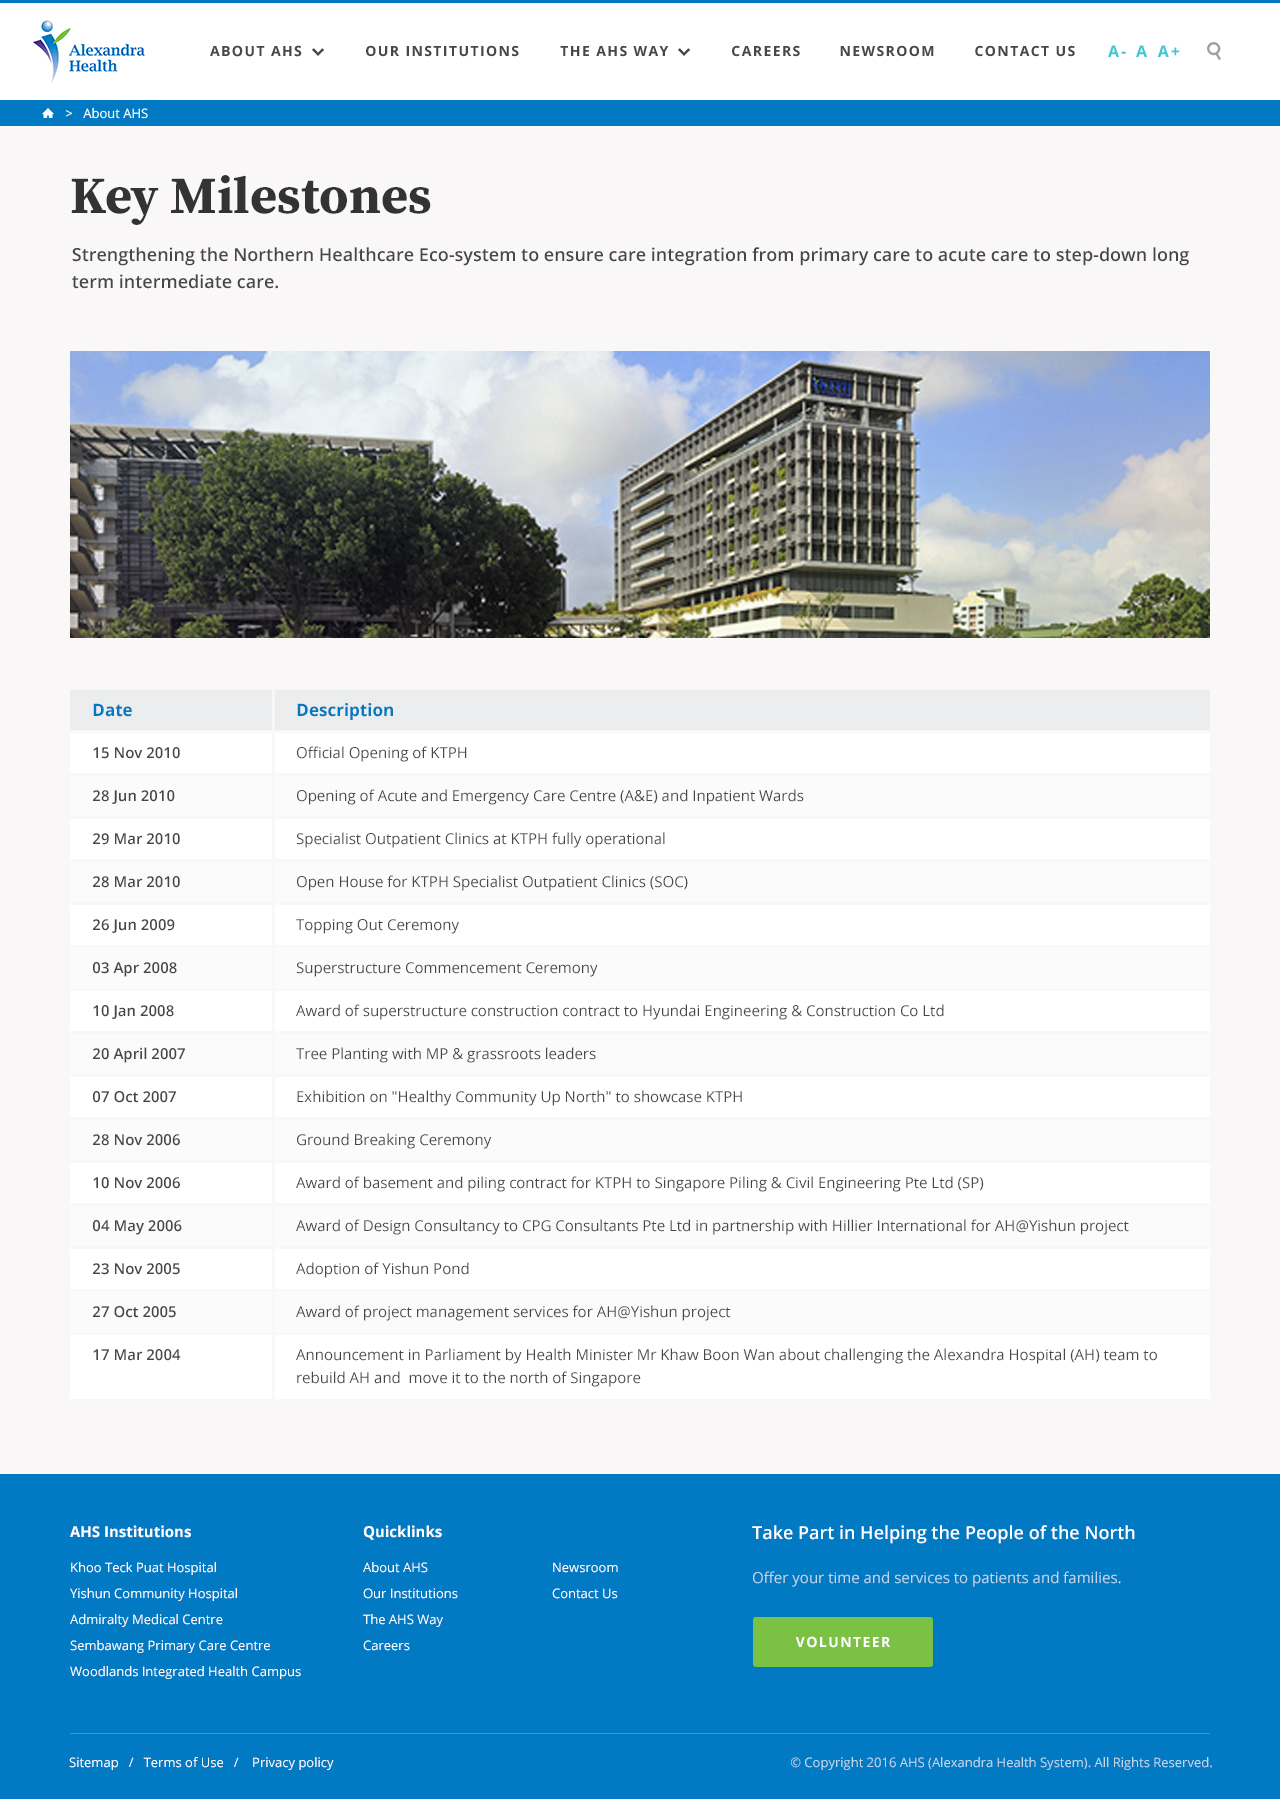 Alexandra
Health
ABOUT AHS
OUR INSTITUTIONS
THE AHS WAY
CAREERS
NEWSROOM
CONTACT US
A- A A+
> About AHS
Key Milestones
Strengthening the Northern Healthcare Eco-system to ensure care integration from primary care to acute care to step-down long
term intermediate care.
Date Description
15 Nov 2010 Official Opening of KTPH
28 Jun 2010 Opening of Acute and Emergency Care Centre (A&E) and Inpatient Wards
29 Mar 2010 Specialist Outpatient Clinics at KTPH fully operational
28 Mar 2010 Open House for KTPH Specialist Outpatient Clinics (SOC)
26 Jun 2009 Topping Out Ceremony
03 Apr 2008 Superstructure Commencement Ceremony
10 Jan 2008 Award of superstructure construction contract to Hyundai Engineering & Construction Co Ltd
20 April 2007 Tree Planting with MP & grassroots leaders
07 Oct 2007 Exhibition on "Healthy Community Up North" to showcase KTPH
28 Nov 2006 Ground Breaking Ceremony
10 Nov 2006 Award of basement and piling contract for KTPH to Singapore Piling & Civil Engineering Pte Ltd (SP)
04 May 2006 Award of Design Consultancy to CPG Consultants Pte Ltd in partnership with Hillier International for AH@Yishun project
23 Nov 2005 Adoption of Yishun Pond
27 Oct 2005 Award of project management services for AH@Yishun project
17 Mar 2004 Announcement in Parliament by Health Minister Mr Khaw Boon Wan about challenging the Alexandra Hospital (AH) team to
rebuild AH and  move it to the north of Singapore
AHS Institutions
Khoo Teck Puat Hospital
Yishun Community Hospital
Admiralty Medical Centre
Sembawang Primary Care Centre
Woodlands Integrated Health Campus
Quicklinks
About AHS
Our Institutions
The AHS Way
Careers
Newsroom
Contact Us
Take Part in Helping the People of the North
Offer your time and services to patients and families.
VOLUNTEER
Sitemap / Terms of Use / Privacy policy
© Copyright 2016 AHS (Alexandra Health System). All Rights Reserved.